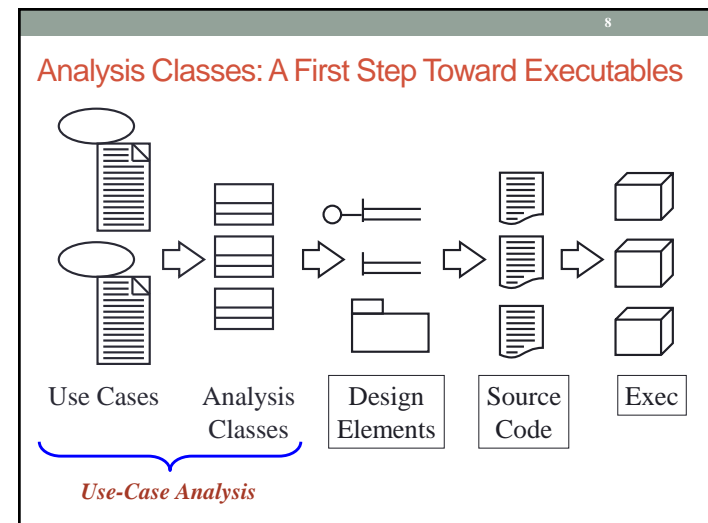 8
Analysis Classes: A First Step Toward Executables
Use Cases
Analysis
Classes
Design
Elements
Source
Code
Exec
Use-Case Analysis